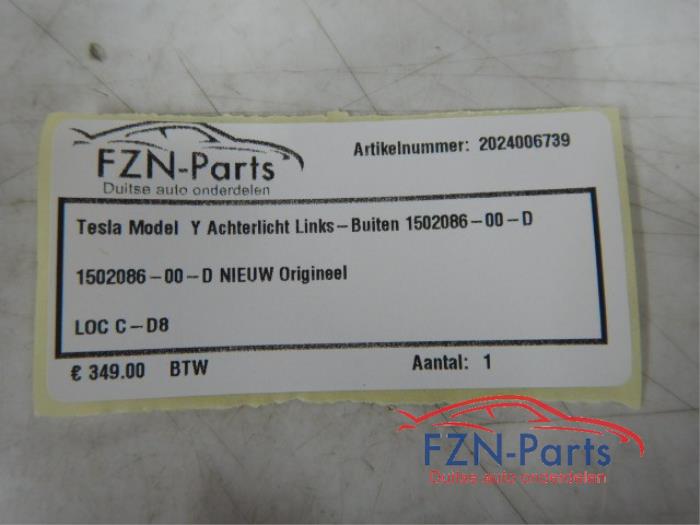 FZN-Parts
Duitse auto onderdelen
Artikelnummer: 2024006739
Tesla Model Y Achterlicht Links-Buiten 1502086-00-D
1502086-00-D NIEUW Origineel
LOC C-D8
€ 349.00 BTW
Aantal: 1
FZN-Parts
Duitse auto onderdelen